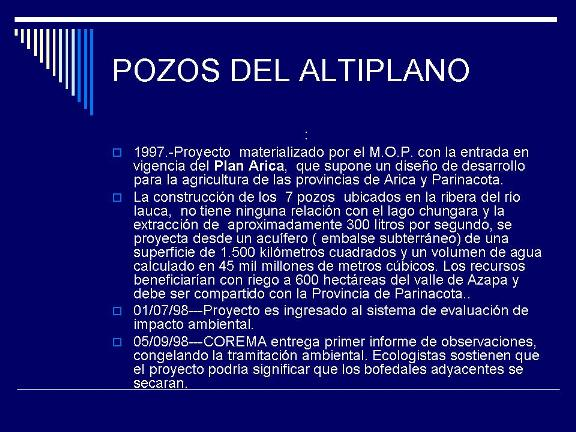 POZOS DEL ALTIPLANO
:
1997. -Proyecto materializado por el M.O.P. con la entrada en
vigencia del Plan Arica, que supone un diseño de desarrollo
para la agricultura de las provincias de Arica y Parinacota.
La construcción de los 7 pozos ubicados en la ribera del río
lauca, no tiene ninguna relación con el lago chungara y la
extracción de aproximadamente 300 litros por segundo, se
proyecta desde un acuífero ( embalse subterráneo) de una
superficie de 1.500 kilómetros cuadrados y un volumen de agua
calculado en 45 mil millones de metros cúbicos. Los recursos
beneficiarían con riego a 600 hectáreas del valle de Azapa y
debe ser compartido con la Provincia de Parinacota..
01/07/98---Proyecto es ingresado al sistema de evaluación de
impacto ambiental.
05/09/98---COREMA entrega primer informe de observaciones,
congelando la tramitación ambiental. Ecologistas sostienen que
el proyecto podría significar que los bofedales adyacentes se
secaran.